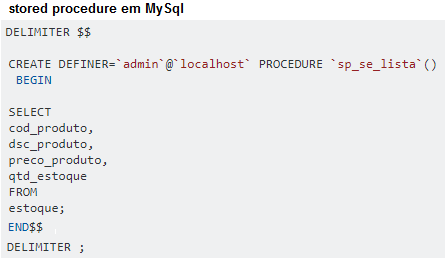 stored procedure em MySql
DELIMITER $$
CREATE DEFINER=`admin`@`localhost` PROCEDURE `sp_se_lista`()
BEGIN
SELECT
cod_produto,
dsc_produto,
preco_produto,
qtd_estoque
FROM
estoque;
END$$
DELIMITER ;